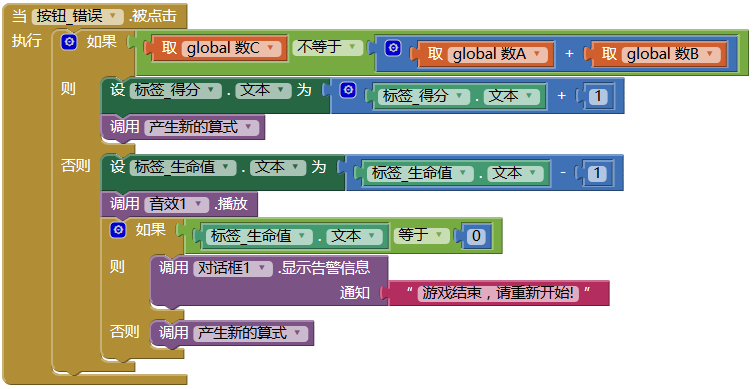 当 按钮_错误 .被点击
执行 如果 取 global 数C 不等于 取 global 数A + 取 global 数B
则 设 标签_得分 . 文本 为 标签_得分 . 文本 + 1
调用 产生新的算式
否则 设 标签_生命值 . 文本 为 标签_生命值 . 文本 - 1
调用 音效1 .播放
如果 标签_生命值 . 文本 等于 0
则 调用 对话框1 .显示告警信息
通知 “ 游戏结束，请重新开始! ”
否则 调用 产生新的算式